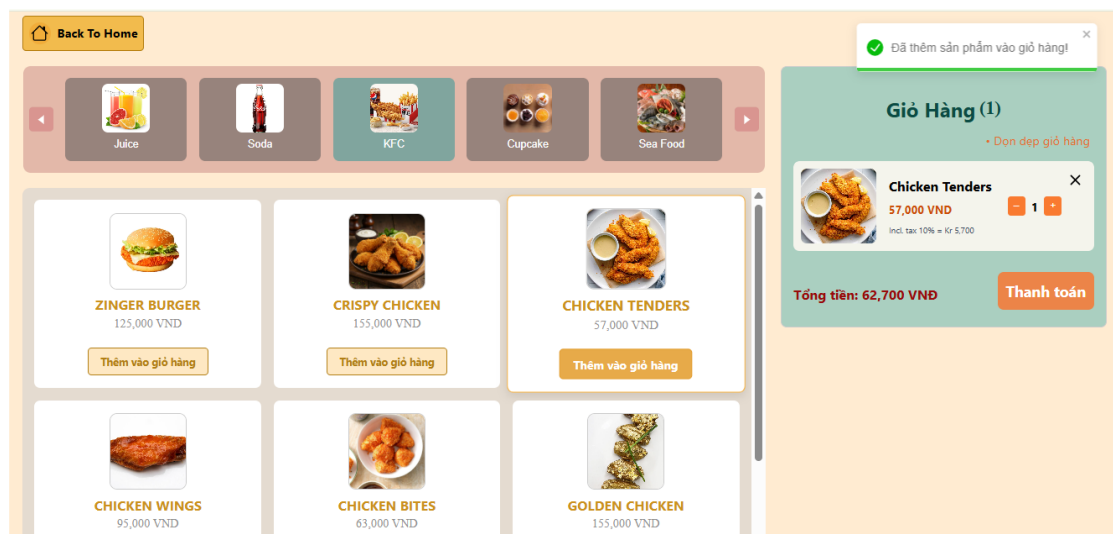 Back To Home
Đã thêm sản phẩm vào giỏ hàng!
Juice
Soda
KFC
Cupcake
Sea Food
ZINGER BURGER
125,000 VND
Thêm vào giỏ hàng
CRISPY CHICKEN
155,000 VND
Thêm vào giỏ hàng
CHICKEN TENDERS
57,000 VND
Thêm vào giỏ hàng
CHICKEN WINGS
95,000 VND
CHICKEN BITES
63,000 VND
GOLDEN CHICKEN
155,000 VND
Giỏ Hàng (1)
• Dọn dẹp giỏ hàng
Chicken Tenders
57,000 VND
− 1 +
Incl. tax 10% = Kr 5,700
Tổng tiền: 62,700 VNĐ
Thanh toán